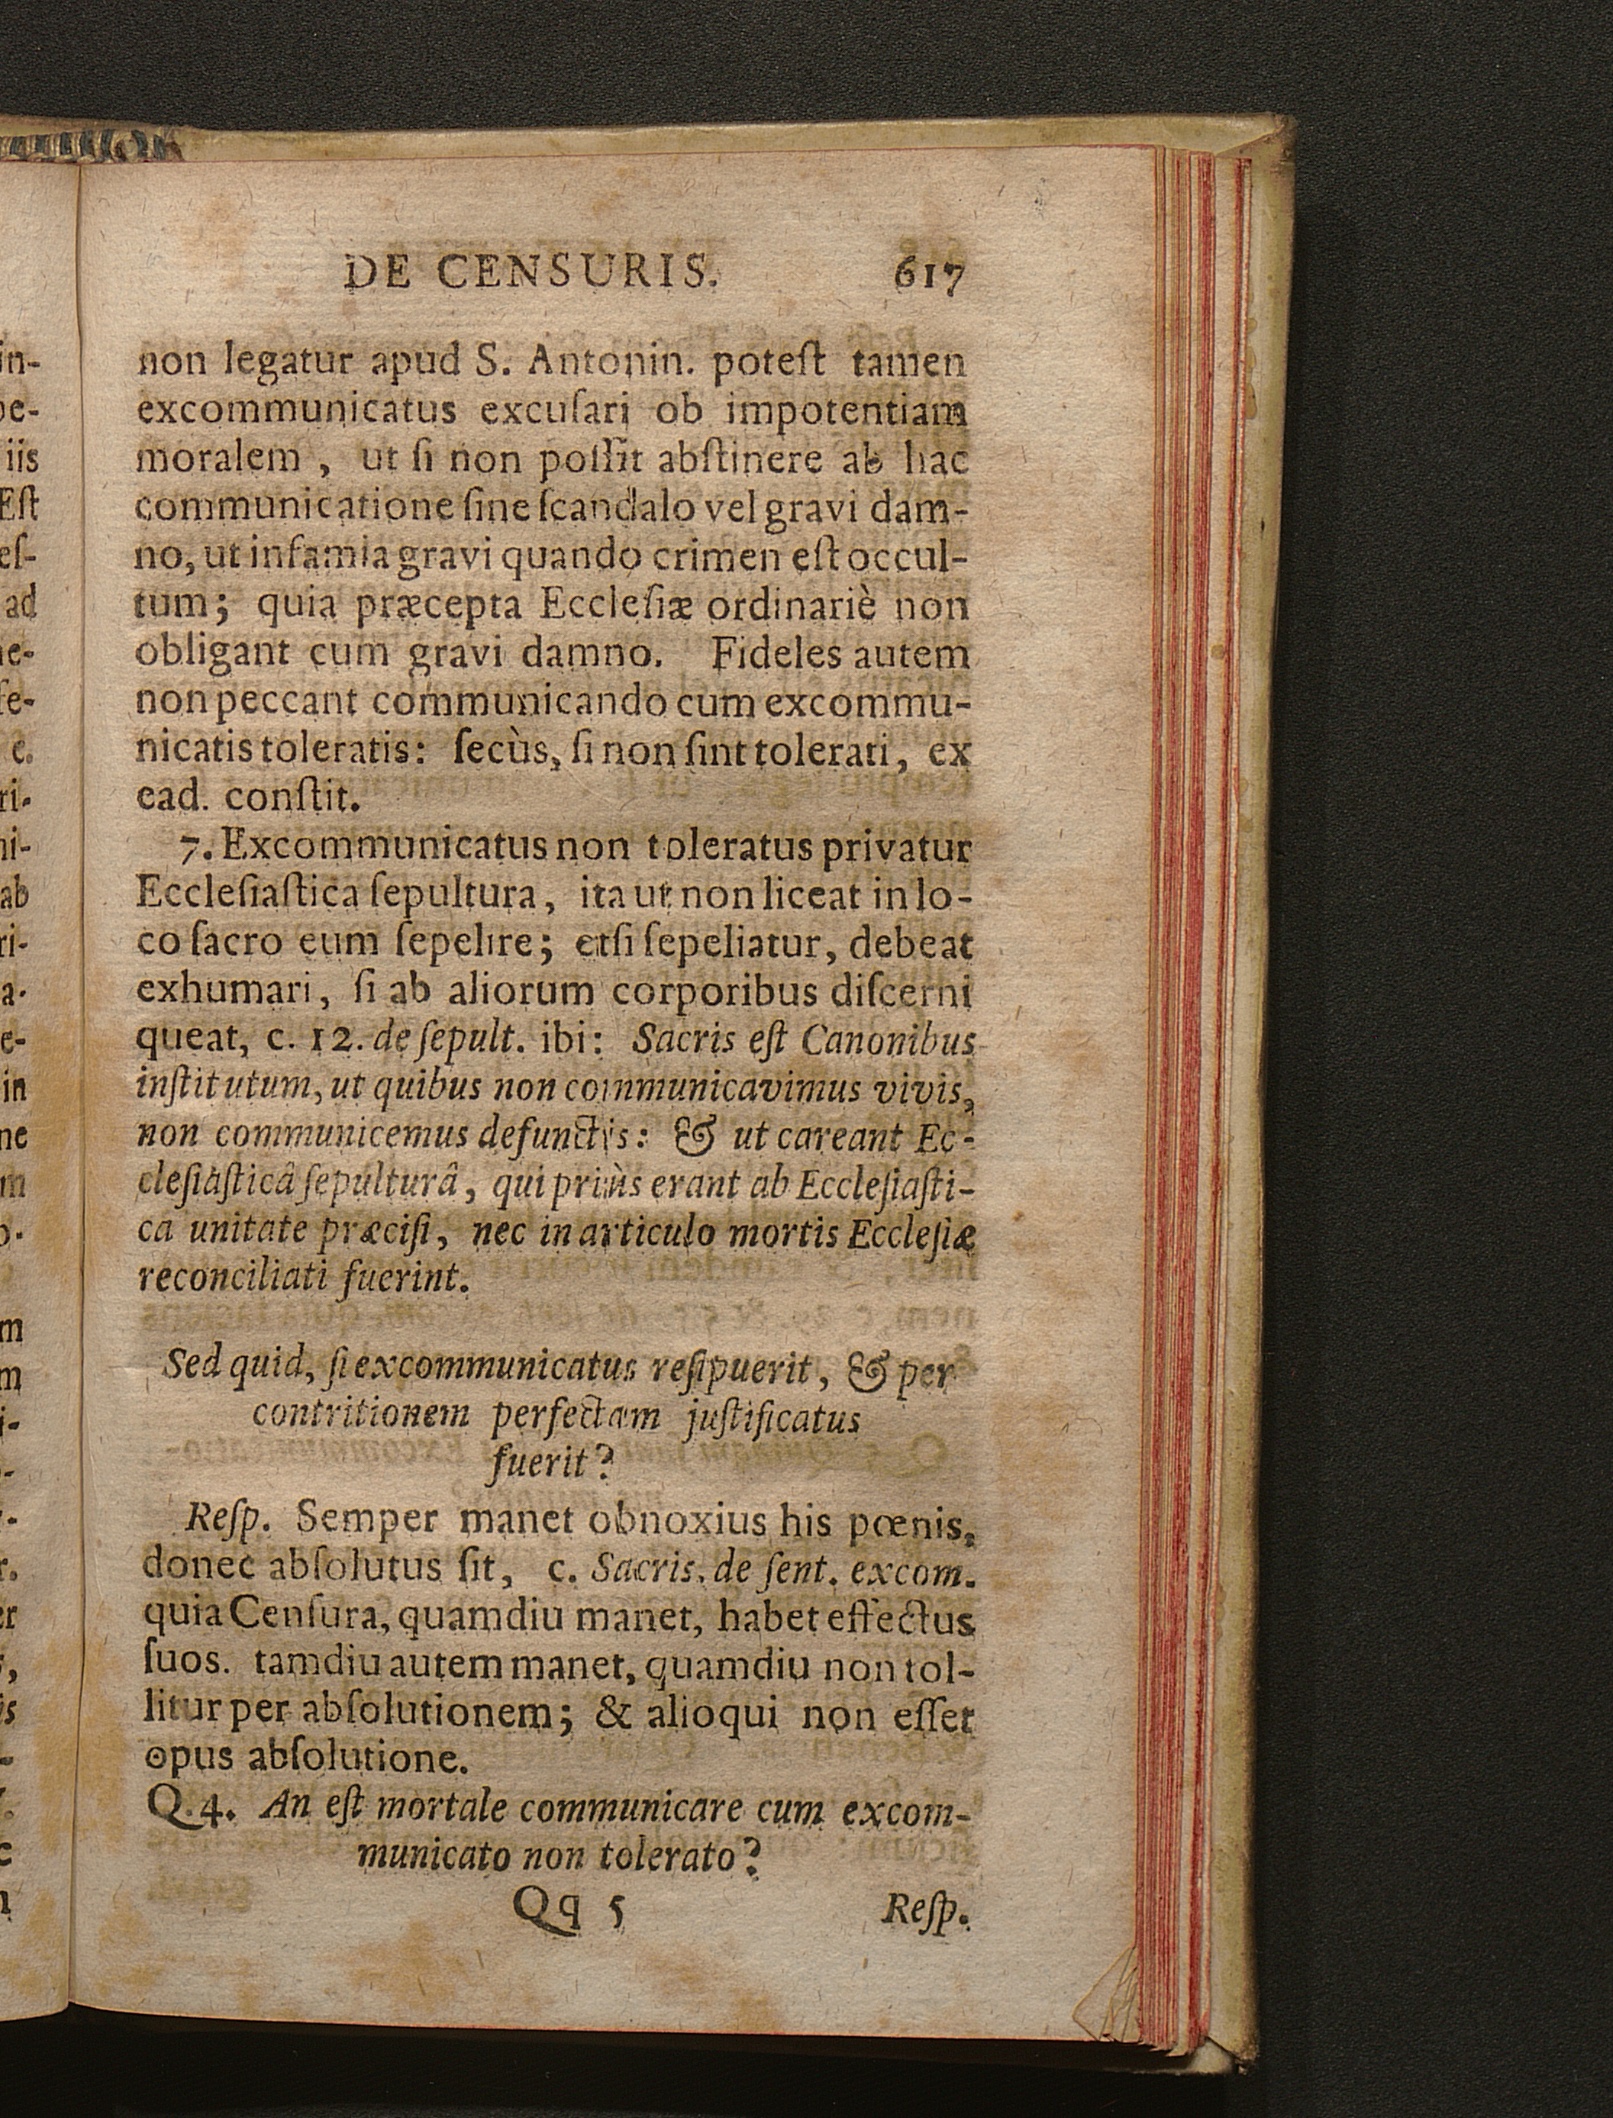 DE CENSURIS. 617
non legatur apud S. Antonin. poteſt tamen
excommunicatus excuſari ob impotentiam
moralem , ut ſi non poſſit abſtinere ab hac
communicatione ſine ſcandalo vel gravi dam-
no, ut infamia gravi quando crimen eſt occul-
tum; quia præcepta Eccleſiæ ordinariè non
obligant cum gravi damno. Fideles autem
non peccant communicando cum excommu-
nicatis toleratis: ſecùs, ſi non ſint tolerati, ex
ead. conſtit.
7. Excommunicatus non toleratus privatur
Eccleſiaſtica ſepultura, ita ut non liceat in lo-
co ſacro eum ſepelire; etſi ſepeliatur, debeat
exhumari, ſi ab aliorum corporibus diſcerni
queat, c. 12. de ſepult. ibi: Sacris eſt Canonibus
inſtitutum, ut quibus non communicavimus vivis,
non communicemus defunctis: & ut careant Ec-
cleſiaſticâ ſepulturâ, qui priùs erant ab Eccleſiaſti-
ca unitate præciſi, nec in articulo mortis Eccleſiæ
reconciliati fuerint.
Sed quid, ſi excommunicatus reſipuerit, & per
contritionem perfectam juſtificatus
fuerit?
Reſp. Semper manet obnoxius his pœnis,
donec abſolutus ſit, c. Sacris. de ſent. excom.
quia Cenſura, quamdiu manet, habet effectus
ſuos. tamdiu autem manet, quamdiu non tol-
litur per abſolutionem; & alioqui non eſſet
opus abſolutione.
Q. 4. An eſt mortale communicare cum excom-
municato non tolerato?
Qq 5 Reſp.